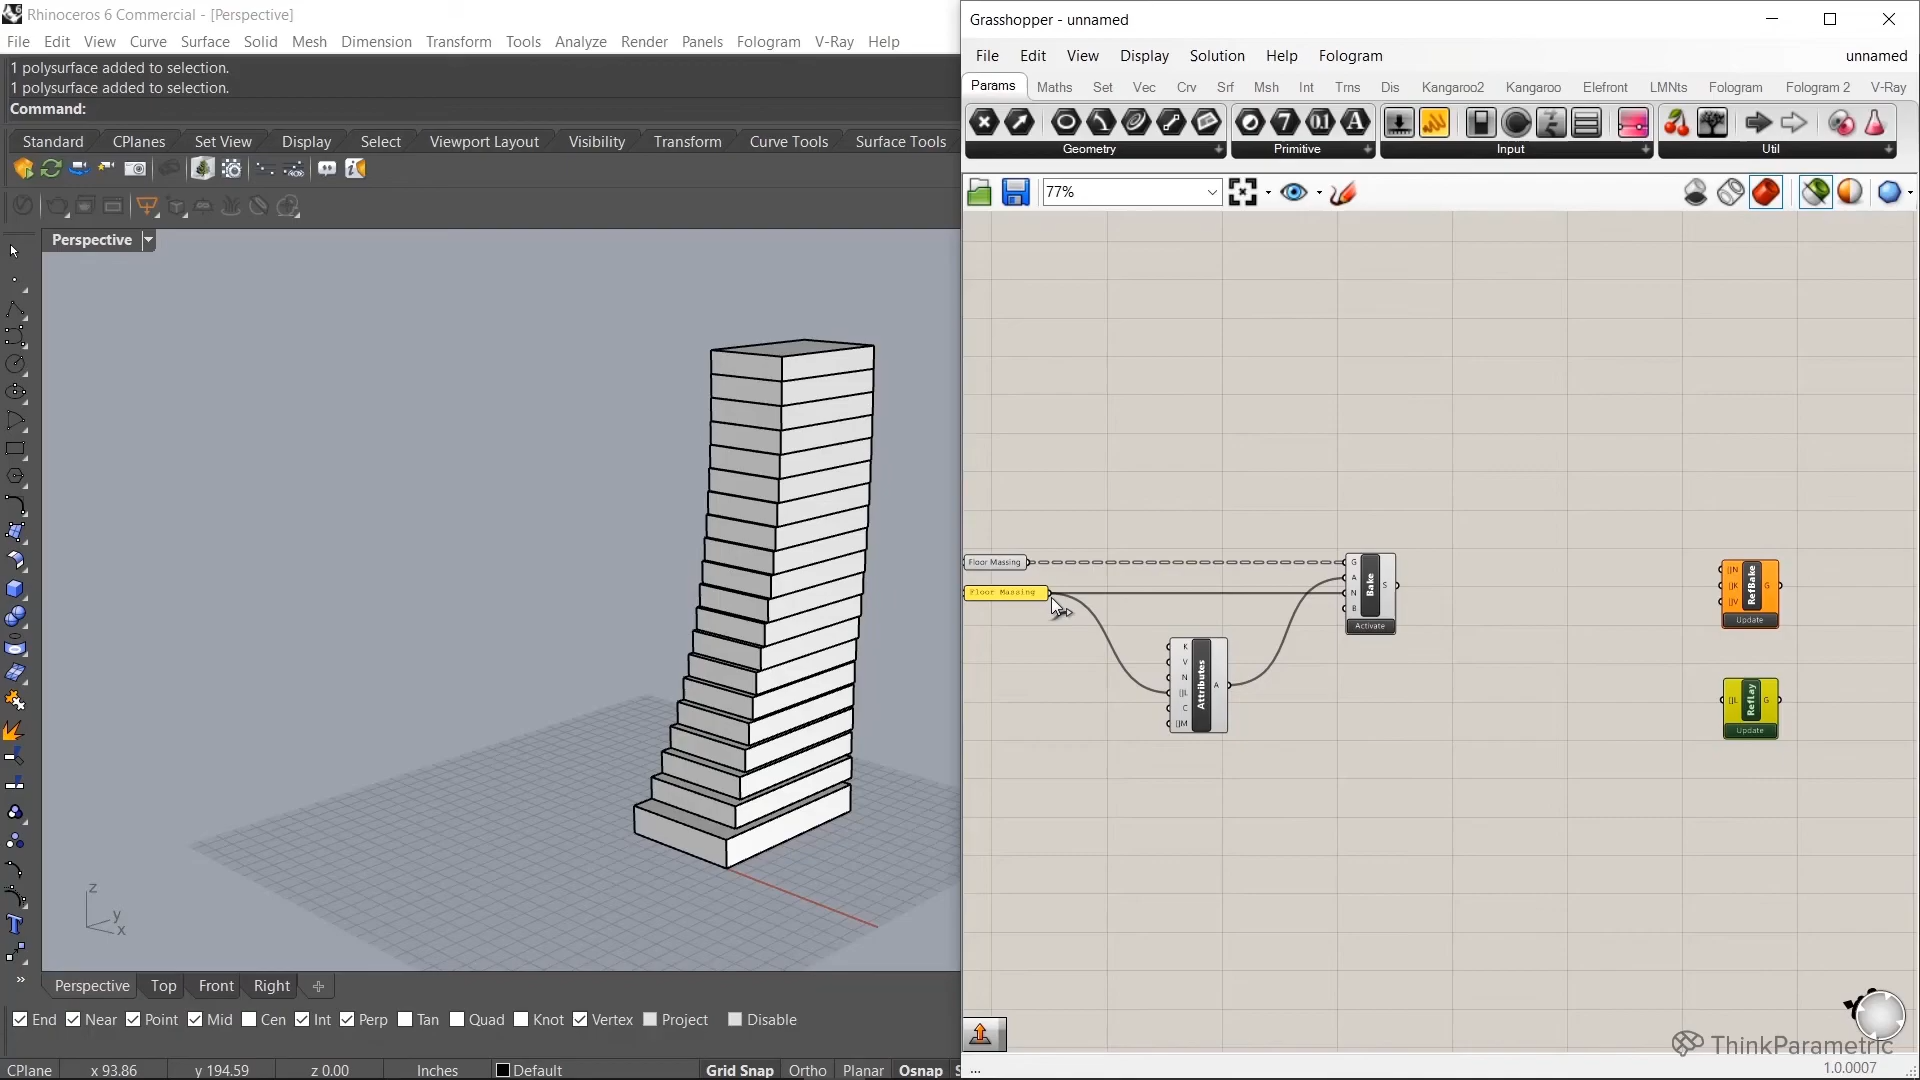 Rhinoceros 6 Commercial - [Perspective]
File Edit View Curve Surface Solid Mesh Dimension Transform Tools Analyze Render Panels Fologram V-Ray Help
1 polysurface added to selection.
1 polysurface added to selection.
Command:
Standard CPlanes Set View Display Select Viewport Layout Visibility Transform Curve Tools Surface Tools
Perspective
z
y
x
Perspective Top Front Right
End Near Point Mid Cen Int Perp Tan Quad Knot Vertex Project Disable
CPlane x 93.86 y 194.59 z 0.00 Inches Default Grid Snap Ortho Planar Osnap S
Grasshopper - unnamed
File Edit View Display Solution Help Fologram unnamed
Params Maths Set Vec Crv Srf Msh Int Trns Dis Kangaroo2 Kangaroo Elefront LMNts Fologram Fologram 2 V-Ray
Geometry Primitive Input Util
77%
Floor Massing
Floor Massing
G
A
N
B
Bake
S
Activate
K
V
N
[]L
C
[]M
Attributes
A
[]N
[]K
[]V
RefBake
G
Update
[]L
RefLay
G
Update
ThinkParametric
...
1.0.0007